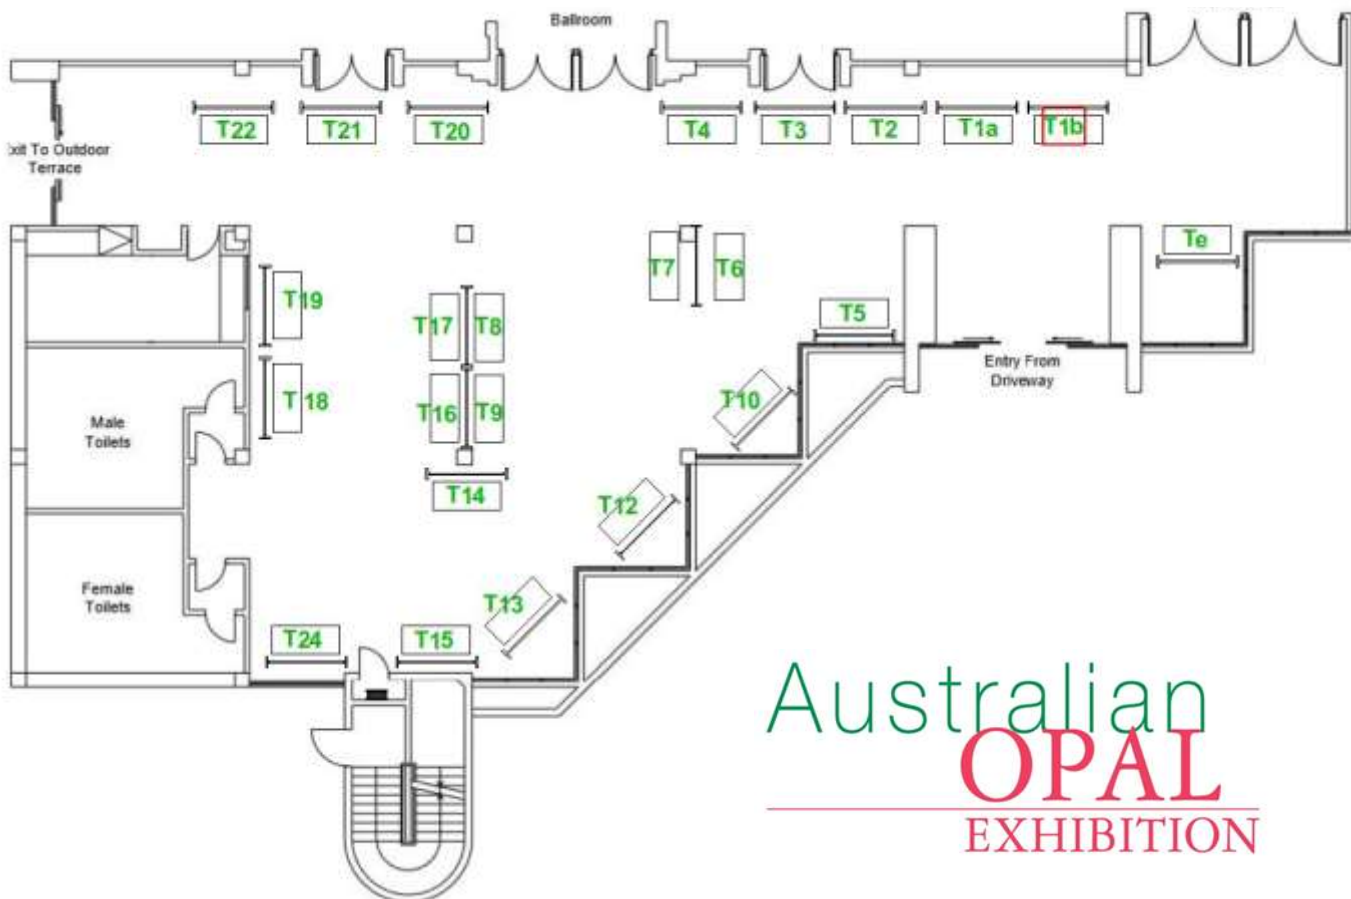 Ballroom
T22
T21
T20
T4
T3
T2
T1a
T1b
xit To Outdoor
Terrace
Te
T7
T6
T19
T17
T8
T5
Entry From
Driveway
T18
T16
T9
T10
Male
Toilets
T14
T12
Female
Toilets
T13
T24
T15
Australian
OPAL
EXHIBITION